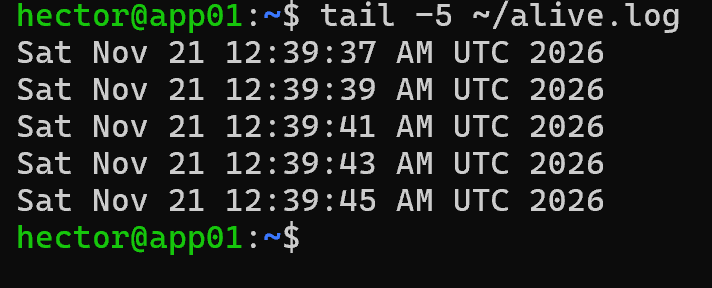 hector@app01:~$ tail -5 ~/alive.log
Sat Nov 21 12:39:37 AM UTC 2026
Sat Nov 21 12:39:39 AM UTC 2026
Sat Nov 21 12:39:41 AM UTC 2026
Sat Nov 21 12:39:43 AM UTC 2026
Sat Nov 21 12:39:45 AM UTC 2026
hector@app01:~$